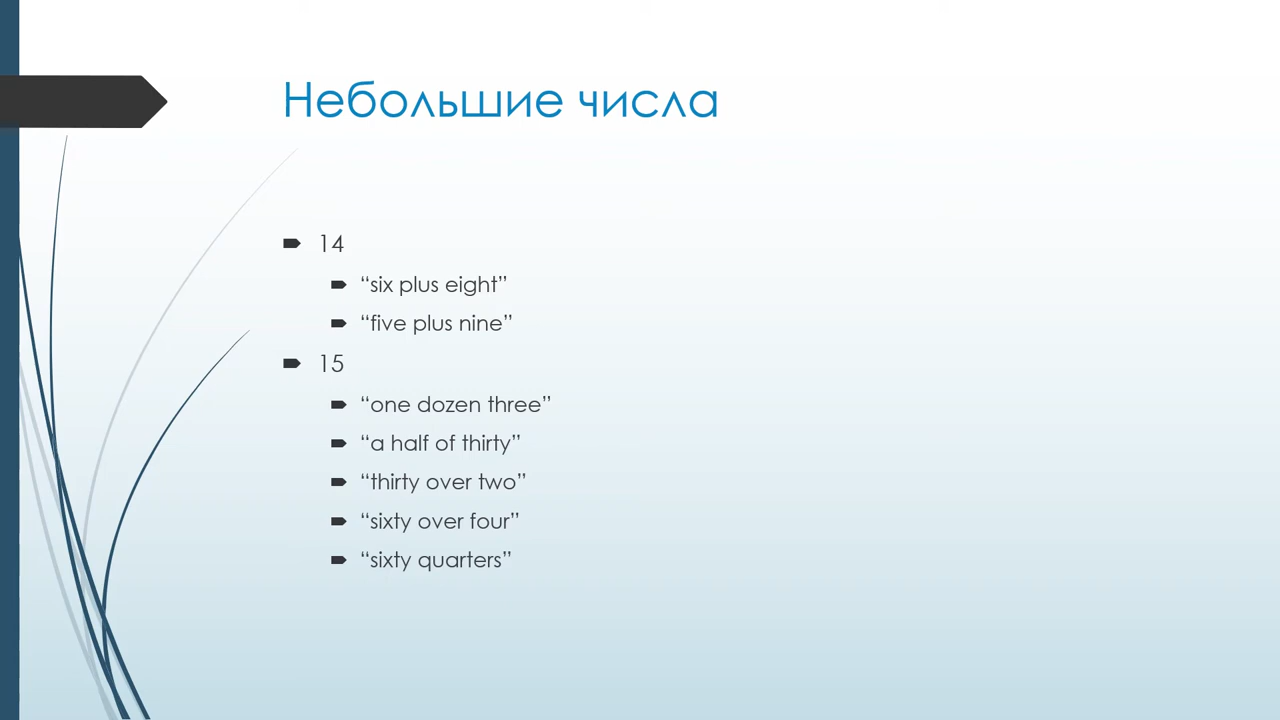 Небольшие числа
14
“six plus eight”
“five plus nine”
15
“one dozen three”
“a half of thirty”
“thirty over two”
“sixty over four”
“sixty quarters”